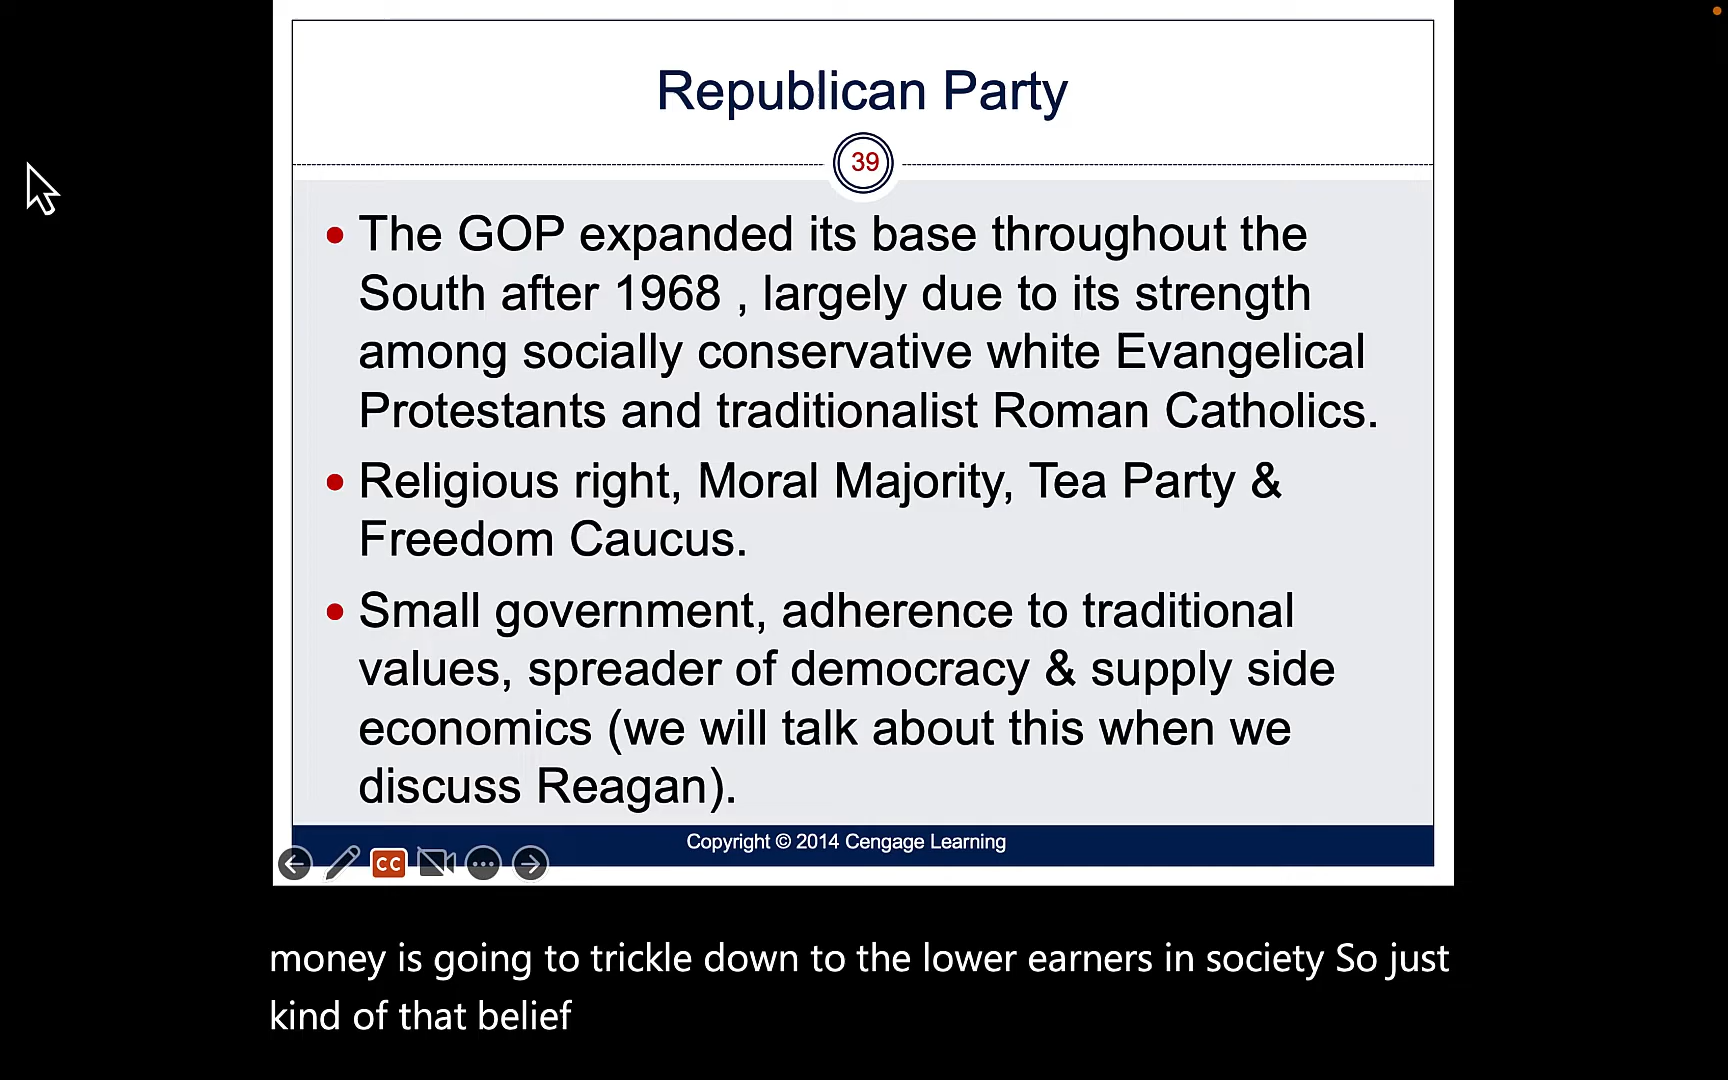 Republican Party
39
• The GOP expanded its base throughout the
South after 1968 , largely due to its strength
among socially conservative white Evangelical
Protestants and traditionalist Roman Catholics.
• Religious right, Moral Majority, Tea Party &
Freedom Caucus.
• Small government, adherence to traditional
values, spreader of democracy & supply side
economics (we will talk about this when we
discuss Reagan).
Copyright © 2014 Cengage Learning
CC
money is going to trickle down to the lower earners in society So just
kind of that belief